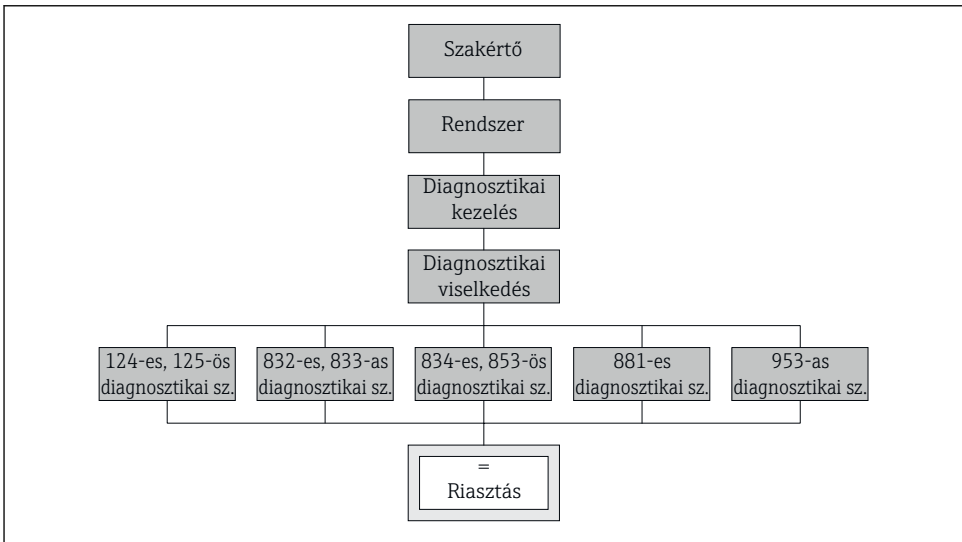 Szakértő
Rendszer
Diagnosztikai
kezelés
Diagnosztikai
viselkedés
124-es, 125-ös
diagnosztikai sz.
832-es, 833-as
diagnosztikai sz.
834-es, 853-ös
diagnosztikai sz.
881-es
diagnosztikai sz.
953-as
diagnosztikai sz.
=
Riasztás